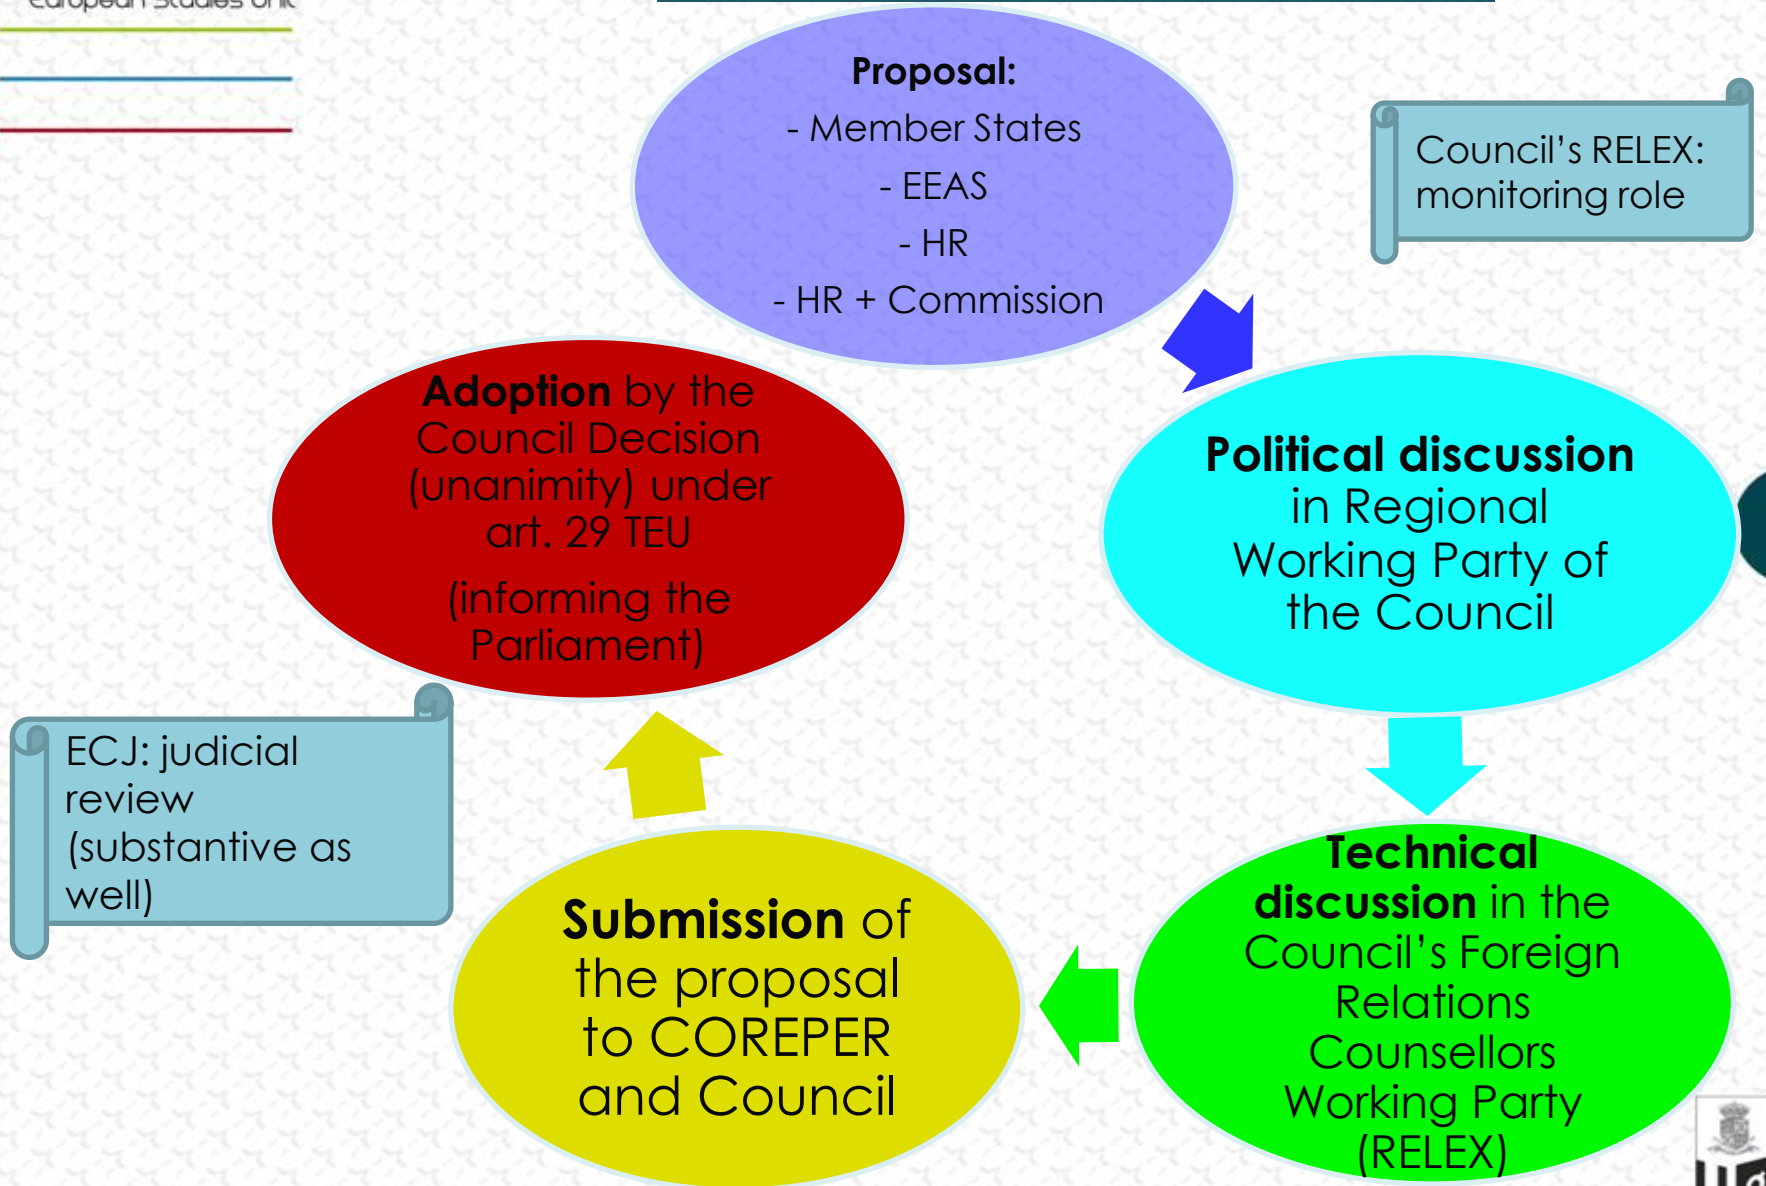 European Studies Unit
Proposal:
- Member States
- EEAS
- HR
- HR + Commission
Council's RELEX:
monitoring role
Political discussion
in Regional
Working Party of
the Council
Technical
discussion in the
Council's Foreign
Relations
Counsellors
Working Party
(RELEX)
Submission of
the proposal
to COREPER
and Council
Adoption by the
Council Decision
(unanimity) under
art. 29 TEU
(informing the
Parliament)
ECJ: judicial
review
(substantive as
well)